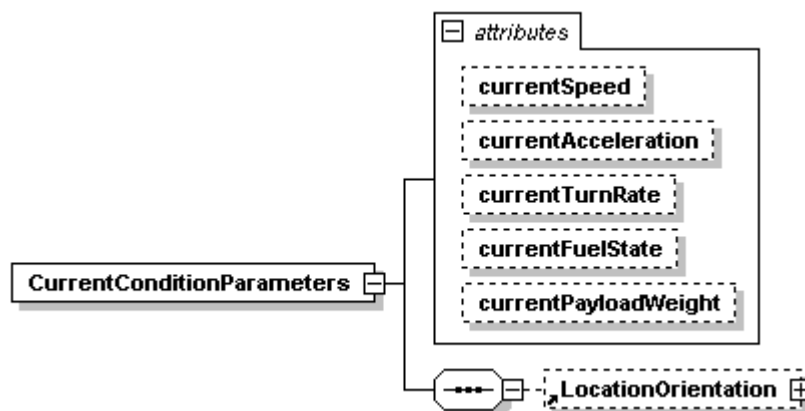 attributes
currentSpeed
currentAcceleration
currentTurnRate
currentFuelState
CurrentConditionParameters
currentPayloadWeight
LocationOrientation